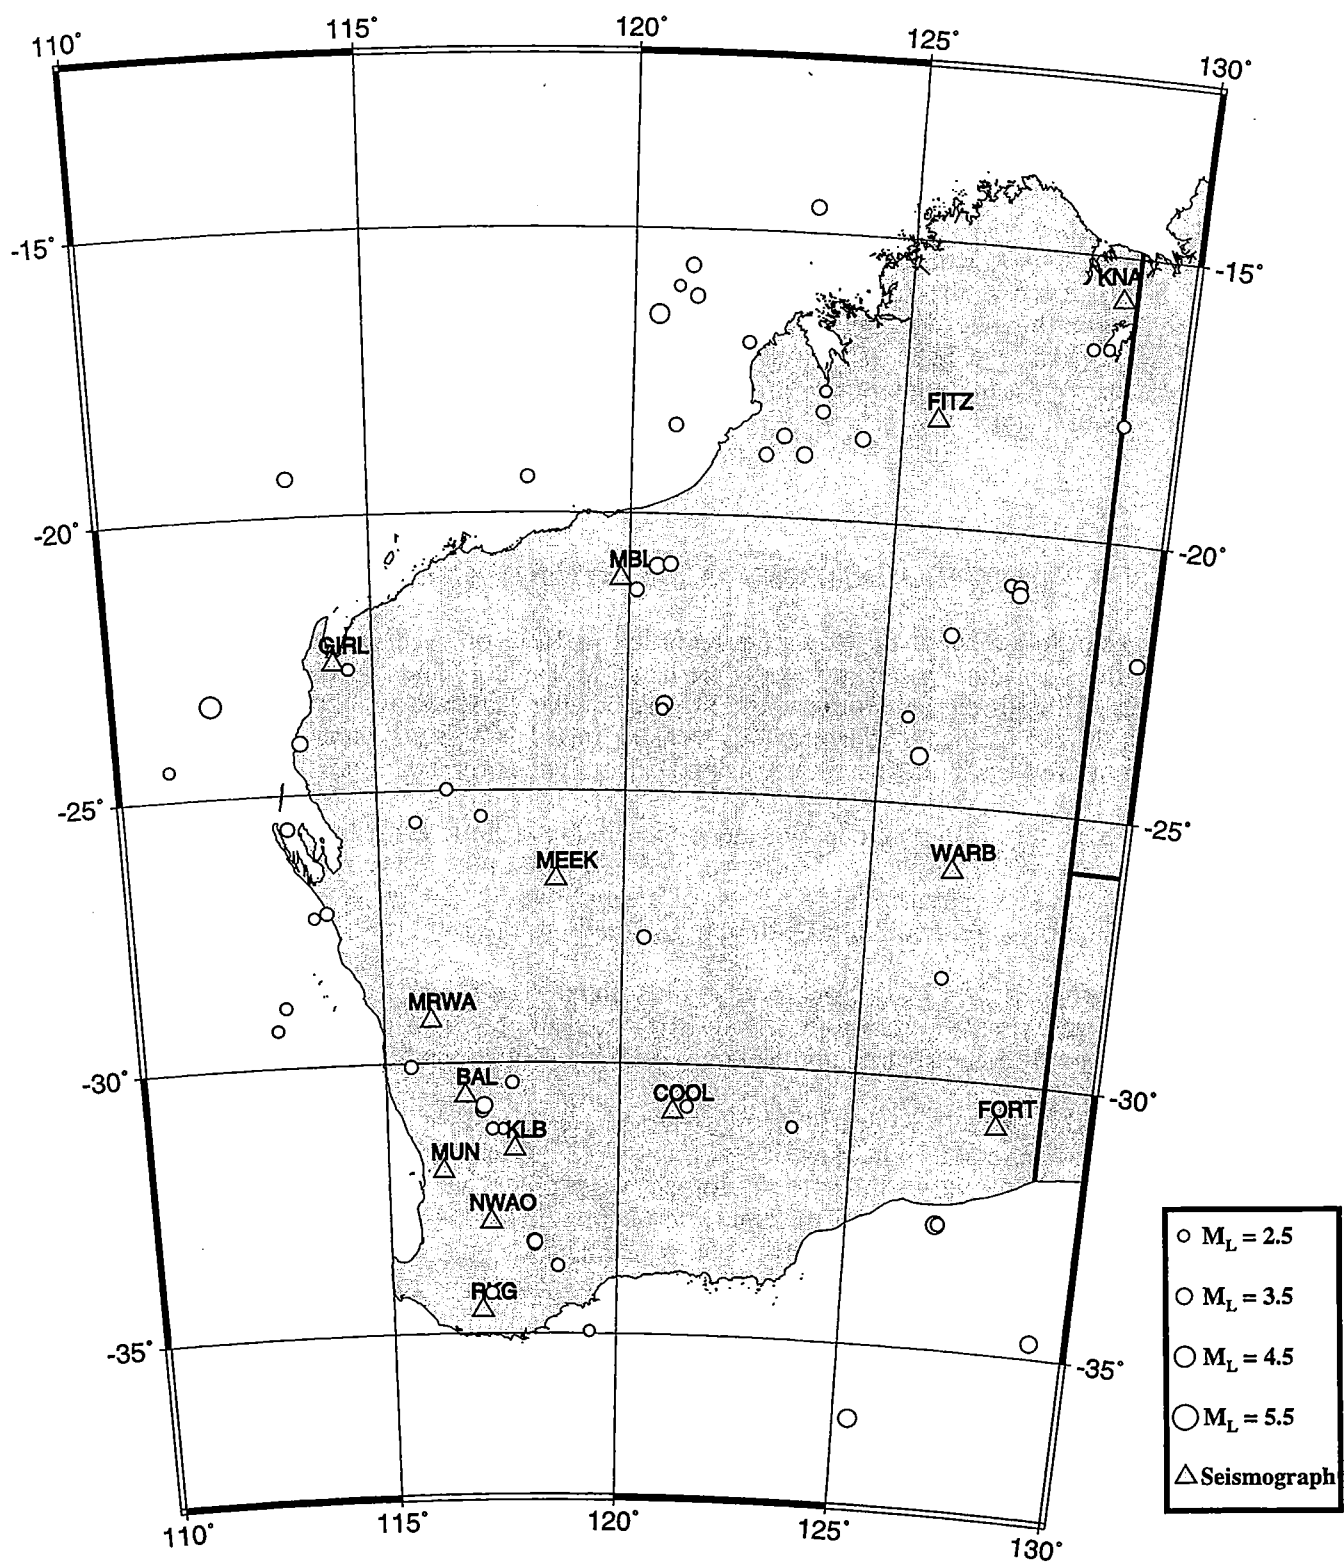 110° 115° 120° 125° 130°
-15° -15°
KNA
FITZ
-20° -20°
MBL
GIRL
-25° -25°
MEEK WARB
MRWA
BAL COOL FORT
-30° -30°
KLB
MUN
NWAO
RKG
-35° -35°
110° 115° 120° 125° 130°
M_L = 2.5
M_L = 3.5
M_L = 4.5
M_L = 5.5
Seismograph